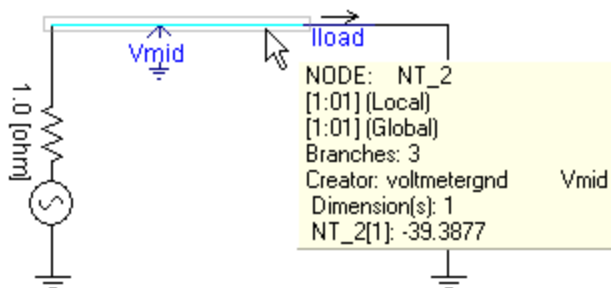 Iload
Vmid
1.0 [ohm]
NODE: NT_2
[1:01] (Local)
[1:01] (Global)
Branches: 3
Creator: voltmetergnd Vmid
Dimension(s): 1
NT_2[1]: -39.3877